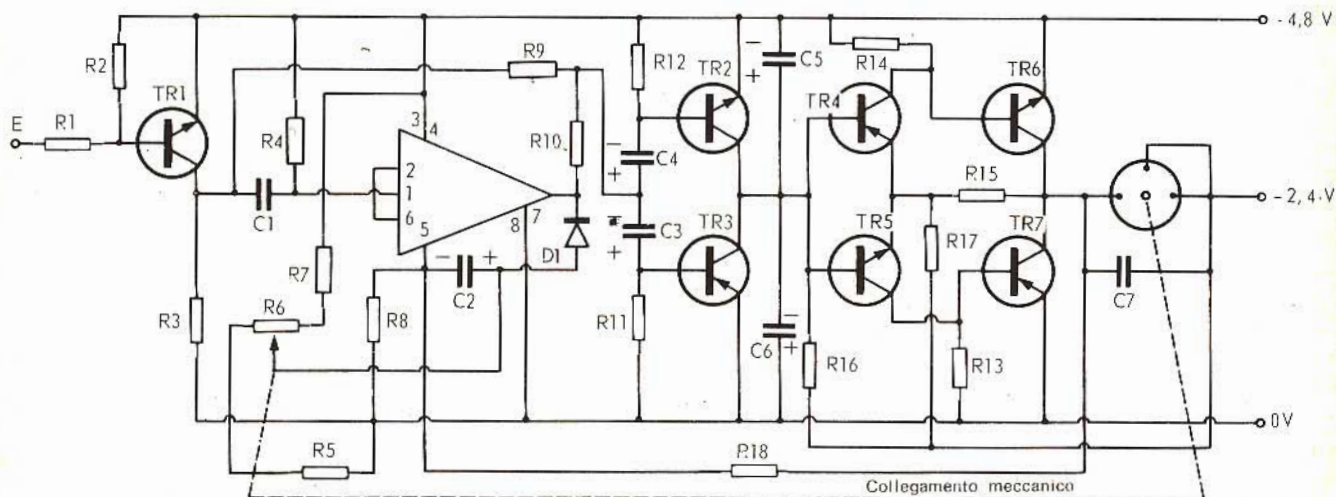 - 4,8 V
R2
R9
R12
TR2
C5
R14
TR6
TR1
TR4
E
R1
R4
3
4
R10
C4
2
1
6
R15
- 2,4 V
C1
8
7
5
C3
TR3
TR5
R17
TR7
D1
R7
C2
C7
R3
R6
R8
R11
C6
R16
R13
0V
R5
R18
Collegamento meccanico